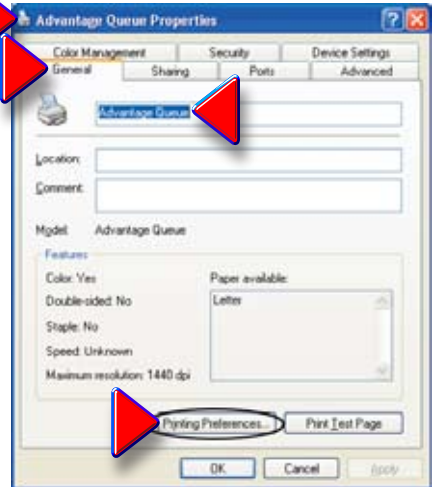 Advantage Queue Properties
Color Management Security Device Settings
General Sharing Ports Advanced
Advantage Queue
Location:
Comment:
Model: Advantage Queue
Features
Color: Yes Paper available:
Double-sided: No Letter
Staple: No
Speed: Unknown
Maximum resolution: 1440 dpi
Printing Preferences... Print Test Page
OK Cancel Apply